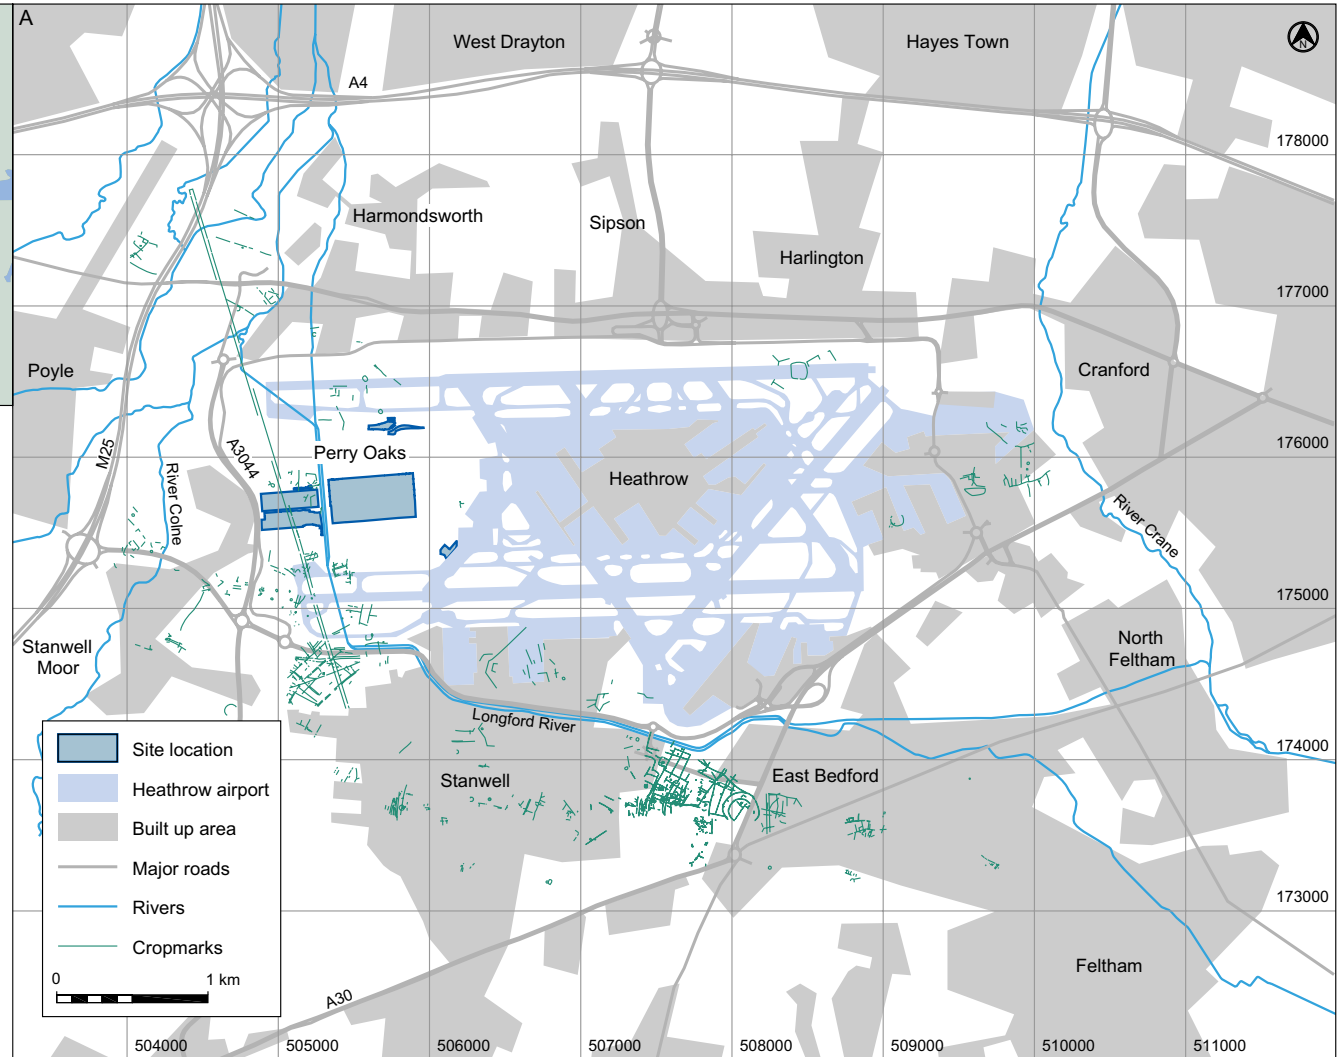 A
N
West Drayton
Hayes Town
A4
178000
Harmondsworth
Sipson
Harlington
177000
Poyle
Cranford
M25
A3044
River Colne
Perry Oaks
Heathrow
176000
River Crane
175000
Stanwell
Moor
North
Feltham
Longford River
174000
Stanwell
East Bedford
Site location
Heathrow airport
Built up area
Major roads
Rivers
Cropmarks
0
1 km
173000
Feltham
A30
504000
505000
506000
507000
508000
509000
510000
511000